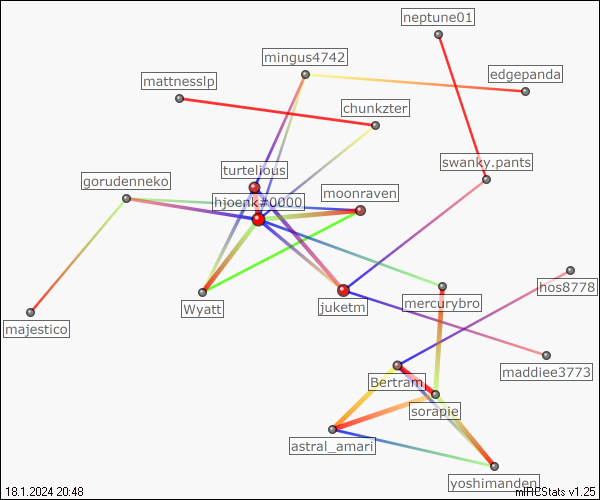 neptune01
mingus4742
edgepanda
mattnesslp
chunkzter
swanky.pants
turtelious
gorudenneko
moonraven
hjoenk#0000
hos8778
Wyatt
juketm
mercurybro
majestico
maddiee3773
Bertram
sorapie
astral_amari
yoshimanden
18.1.2024 20:48
mIRCStats v1.25